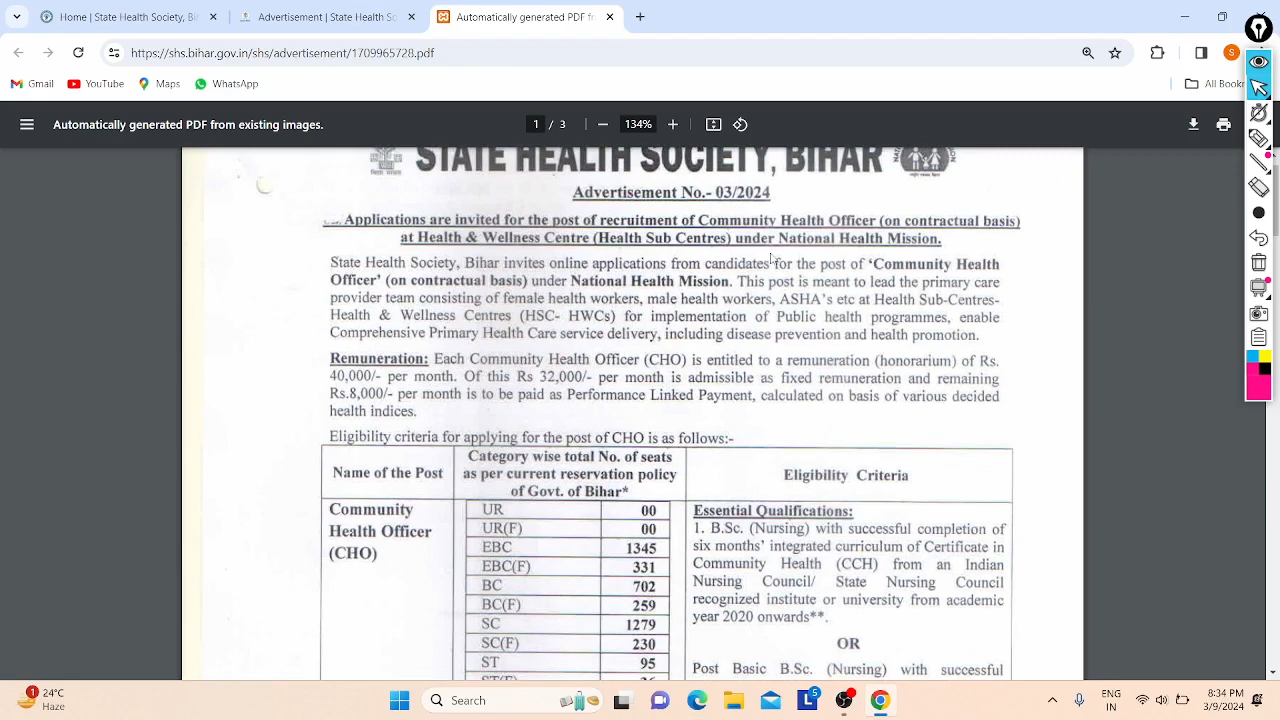 Home | State Health Society
Advertisement | State Health So
Automatically generated PDF fro
https://shs.bihar.gov.in/shs/advertisement/1709965728.pdf
S
Gmail
YouTube
Maps
WhatsApp
All Bookm
Automatically generated PDF from existing images.
1 / 3
134%
STATE HEALTH SOCIETY, BIHAR
Advertisement No.- 03/2024
Applications are invited for the post of recruitment of Community Health Officer (on contractual basis)
at Health & Wellness Centre (Health Sub Centres) under National Health Mission.
State Health Society, Bihar invites online applications from candidates for the post of ‘Community Health
Officer’ (on contractual basis) under National Health Mission. This post is meant to lead the primary care
provider team consisting of female health workers, male health workers, ASHA's etc at Health Sub-Centres-
Health & Wellness Centres (HSC- HWCs) for implementation of Public health programmes, enable
Comprehensive Primary Health Care service delivery, including disease prevention and health promotion.
Remuneration: Each Community Health Officer (CHO) is entitled to a remuneration (honorarium) of Rs.
40,000/- per month. Of this Rs 32,000/- per month is admissible as fixed remuneration and remaining
Rs.8,000/- per month is to be paid as Performance Linked Payment, calculated on basis of various decided
health indices.
Eligibility criteria for applying for the post of CHO is as follows:-
Name of the Post
Category wise total No. of seats
as per current reservation policy
of Govt. of Bihar*
Eligibility Criteria
Community
Health Officer
(CHO)
UR 00
UR(F) 00
EBC 1345
EBC(F) 331
BC 702
BC(F) 259
SC 1279
SC(F) 230
ST 95
Essential Qualifications:
1. B.Sc. (Nursing) with successful completion of
six months' integrated curriculum of Certificate in
Community Health (CCH) from an Indian
Nursing Council/ State Nursing Council
recognized institute or university from academic
year 2020 onwards**.
OR
Post Basic B.Sc. (Nursing) with successful
1
24°C
Haze
Search
5
ENG
IN
8:34 PM
3/9/2024